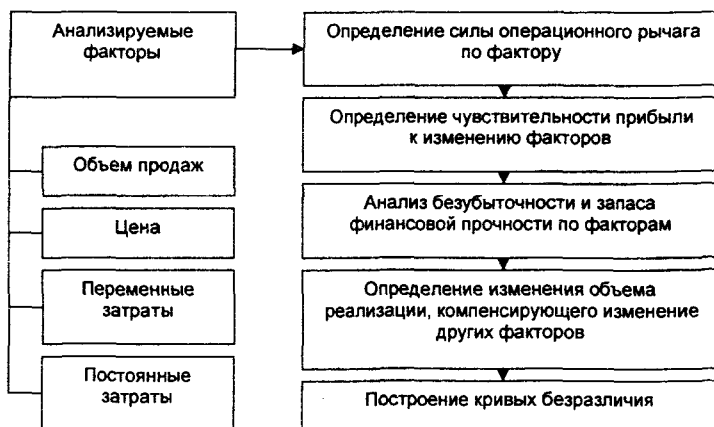 Анализируемые
факторы
Объем продаж
Цена
Переменные
затраты
Постоянные
затраты
Определение силы операционного рычага
по фактору
Определение чувствительности прибыли
к изменению факторов
Анализ безубыточности и запаса
финансовой прочности по факторам
Определение изменения объема
реализации, компенсирующего изменение
других факторов
Построение кривых безразличия